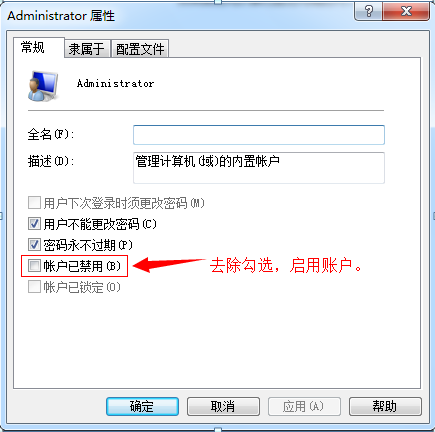 Administrator 属性
常规 隶属于 配置文件
Administrator
全名(F):
描述(D): 管理计算机(域)的内置帐户
用户下次登录时须更改密码(M)
用户不能更改密码(C)
密码永不过期(P)
帐户已禁用(B) 去除勾选，启用账户。
帐户已锁定(O)
确定 取消 应用(A) 帮助